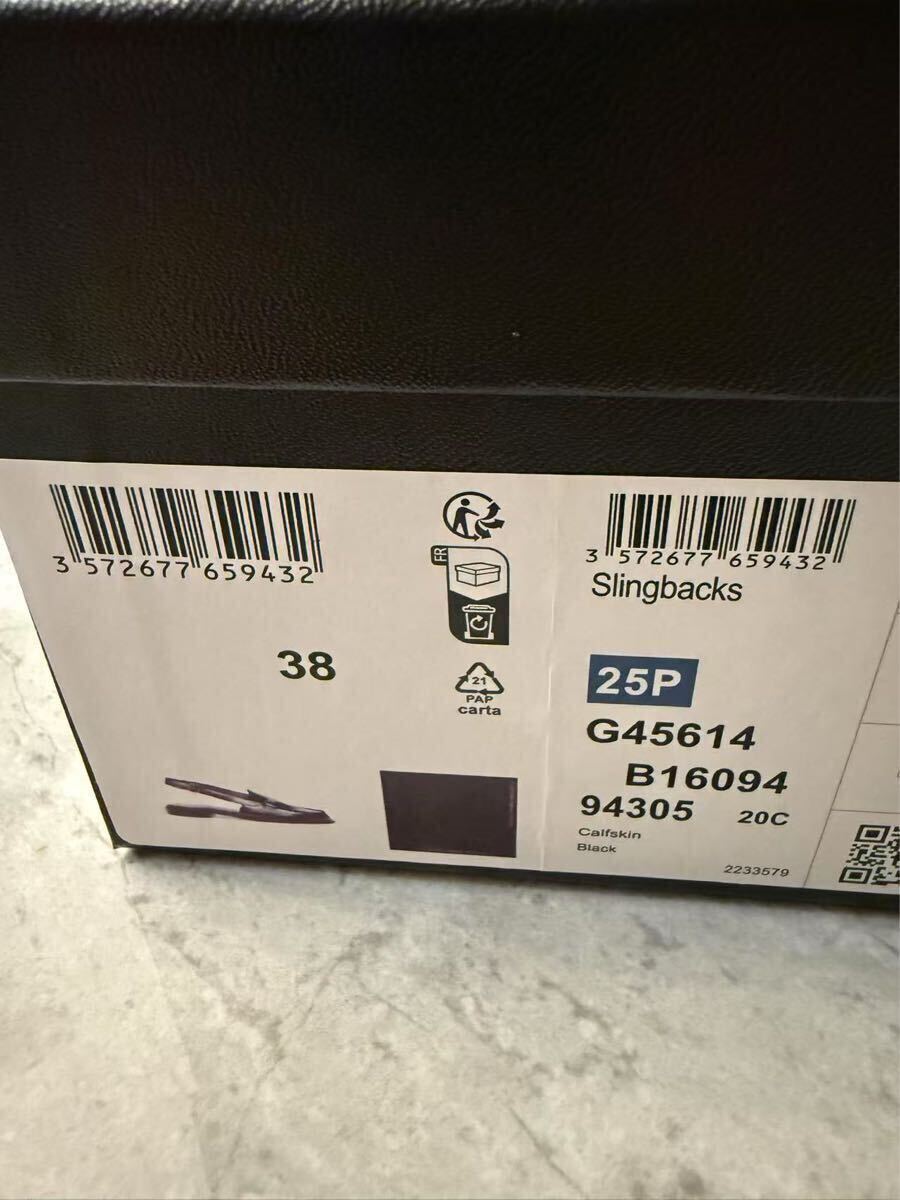 3 572677 659432
38
FR
21
PAP
carta
3 572677 659432
Slingbacks
25P
G45614
B16094
94305 20C
Calfskin
Black
2233579